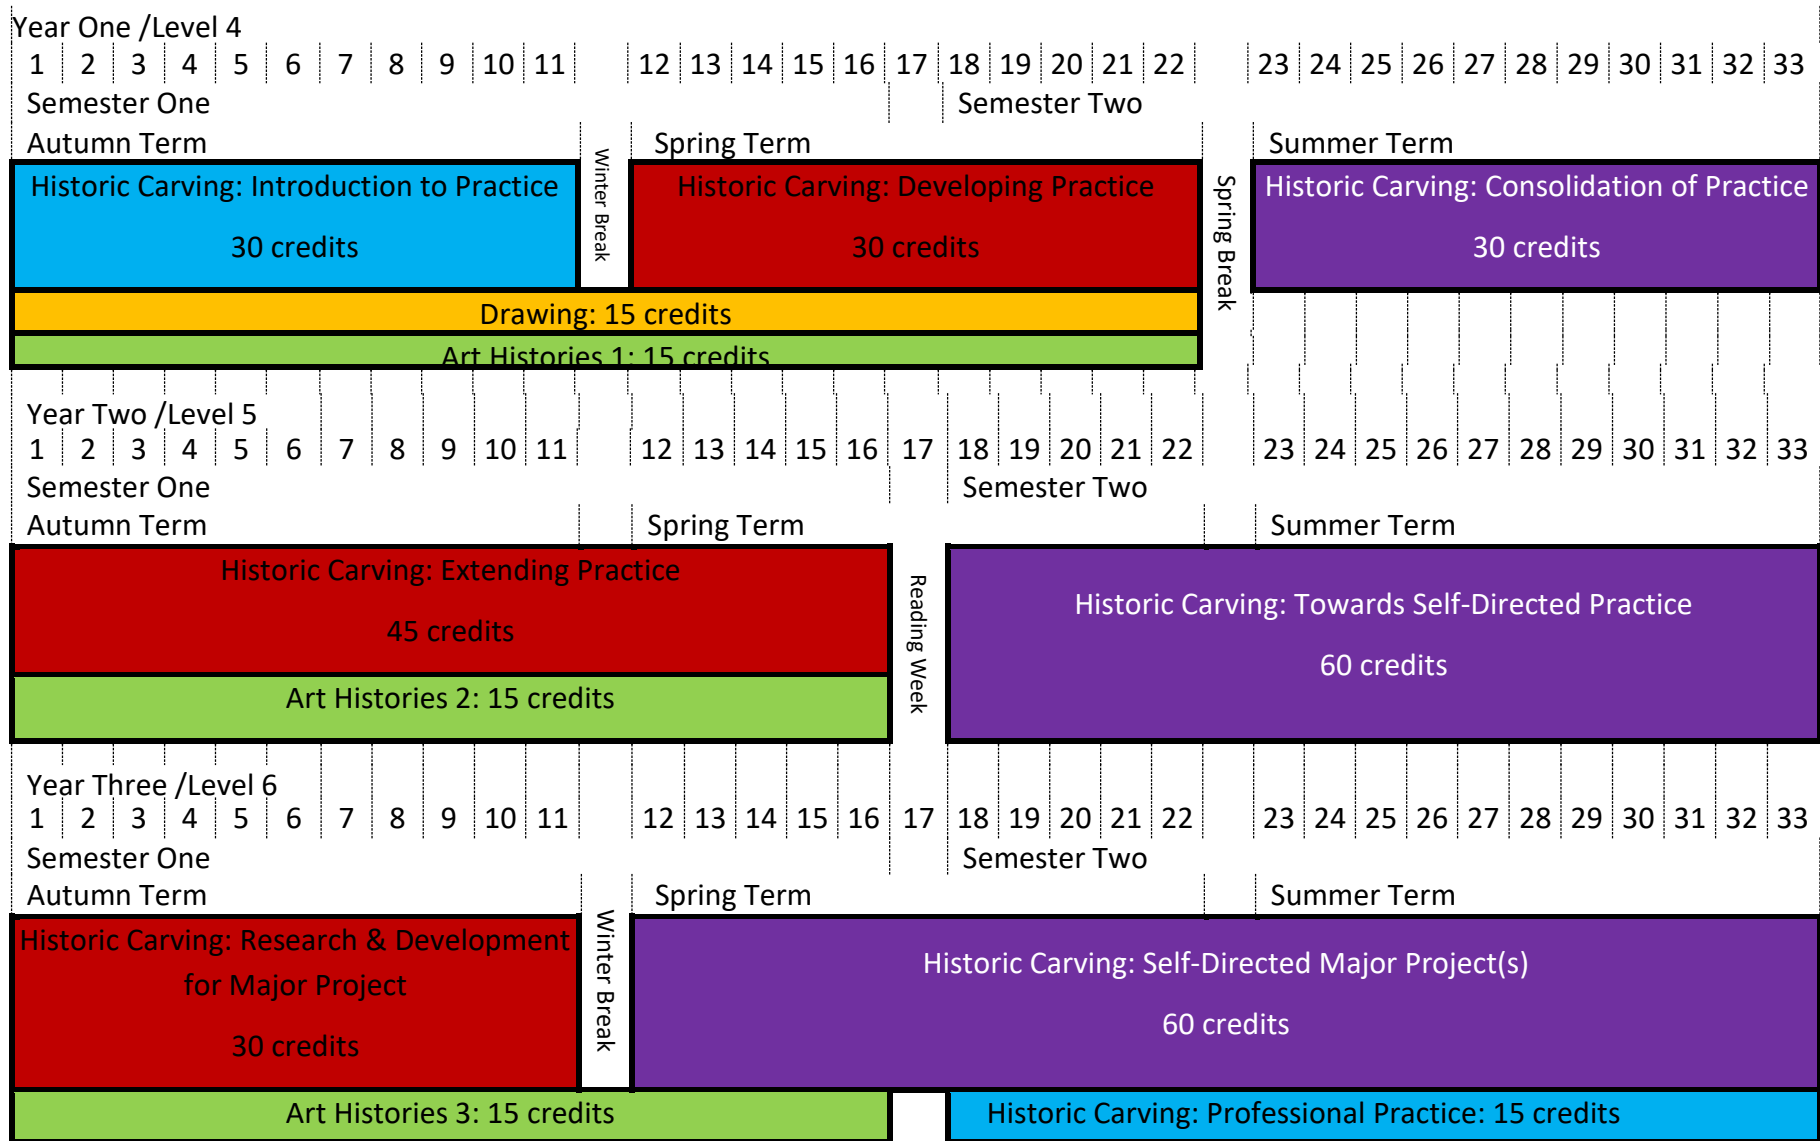 Year One /Level 4
1 2 3 4 5 6 7 8 9 10 11 12 13 14 15 16 17 18 19 20 21 22 23 24 25 26 27 28 29 30 31 32 33
Semester One Semester Two
Autumn Term Spring Term Summer Term
Winter Break
Spring Break
Historic Carving: Introduction to Practice
30 credits
Historic Carving: Developing Practice
30 credits
Historic Carving: Consolidation of Practice
30 credits
Drawing: 15 credits
Art Histories 1: 15 credits
Year Two /Level 5
1 2 3 4 5 6 7 8 9 10 11 12 13 14 15 16 17 18 19 20 21 22 23 24 25 26 27 28 29 30 31 32 33
Semester One Semester Two
Autumn Term Spring Term Summer Term
Historic Carving: Extending Practice
45 credits
Reading Week
Historic Carving: Towards Self-Directed Practice
60 credits
Art Histories 2: 15 credits
Year Three /Level 6
1 2 3 4 5 6 7 8 9 10 11 12 13 14 15 16 17 18 19 20 21 22 23 24 25 26 27 28 29 30 31 32 33
Semester One Semester Two
Autumn Term Spring Term Summer Term
Historic Carving: Research & Development
for Major Project
30 credits
Winter Break
Historic Carving: Self-Directed Major Project(s)
60 credits
Art Histories 3: 15 credits
Historic Carving: Professional Practice: 15 credits